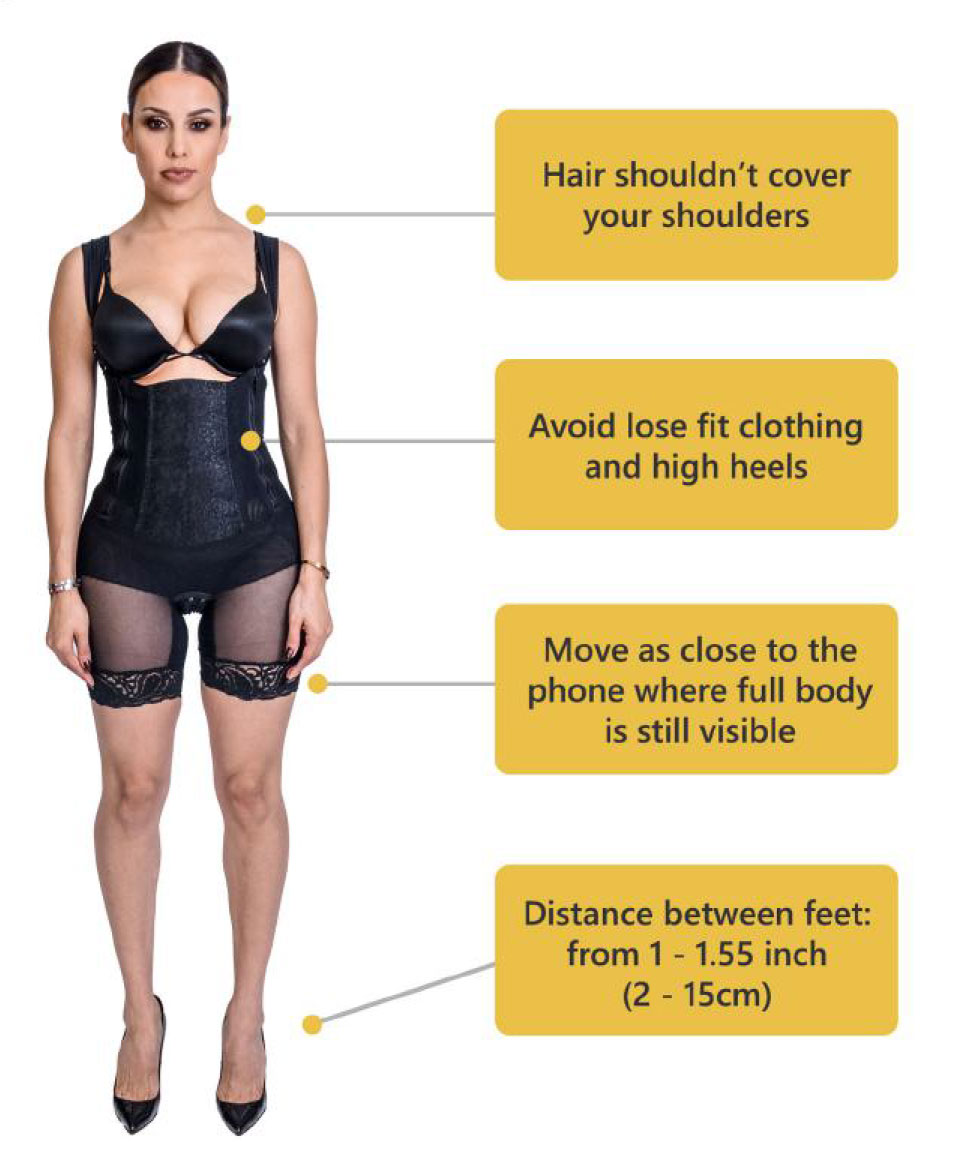 Hair shouldn't cover
your shoulders
Avoid lose fit clothing
and high heels
Move as close to the
phone where full body
is still visible
Distance between feet:
from 1 - 1.55 inch
(2 - 15cm)